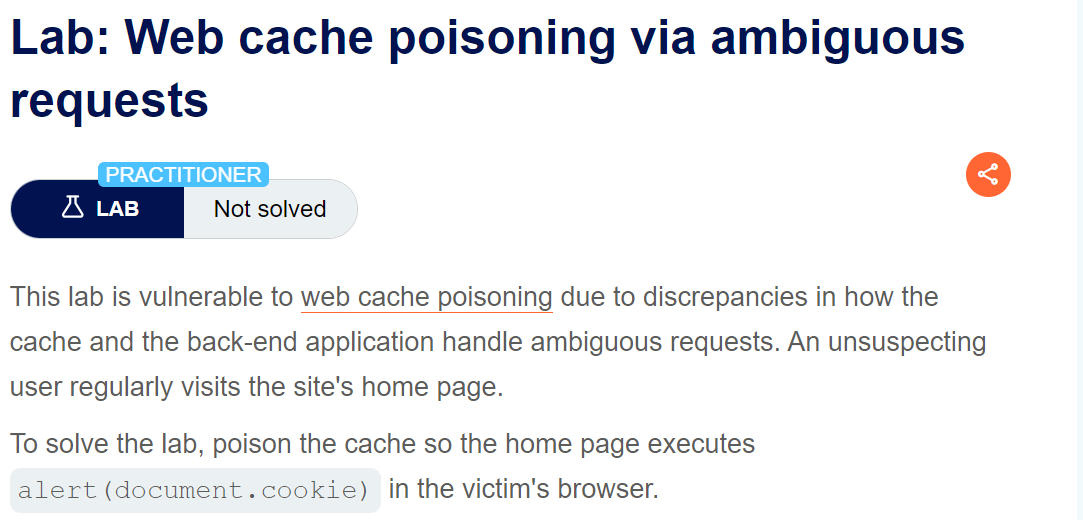 Lab: Web cache poisoning via ambiguous
requests
PRACTITIONER
LAB
Not solved
This lab is vulnerable to web cache poisoning due to discrepancies in how the
cache and the back-end application handle ambiguous requests. An unsuspecting
user regularly visits the site's home page.
To solve the lab, poison the cache so the home page executes
alert(document.cookie) in the victim's browser.